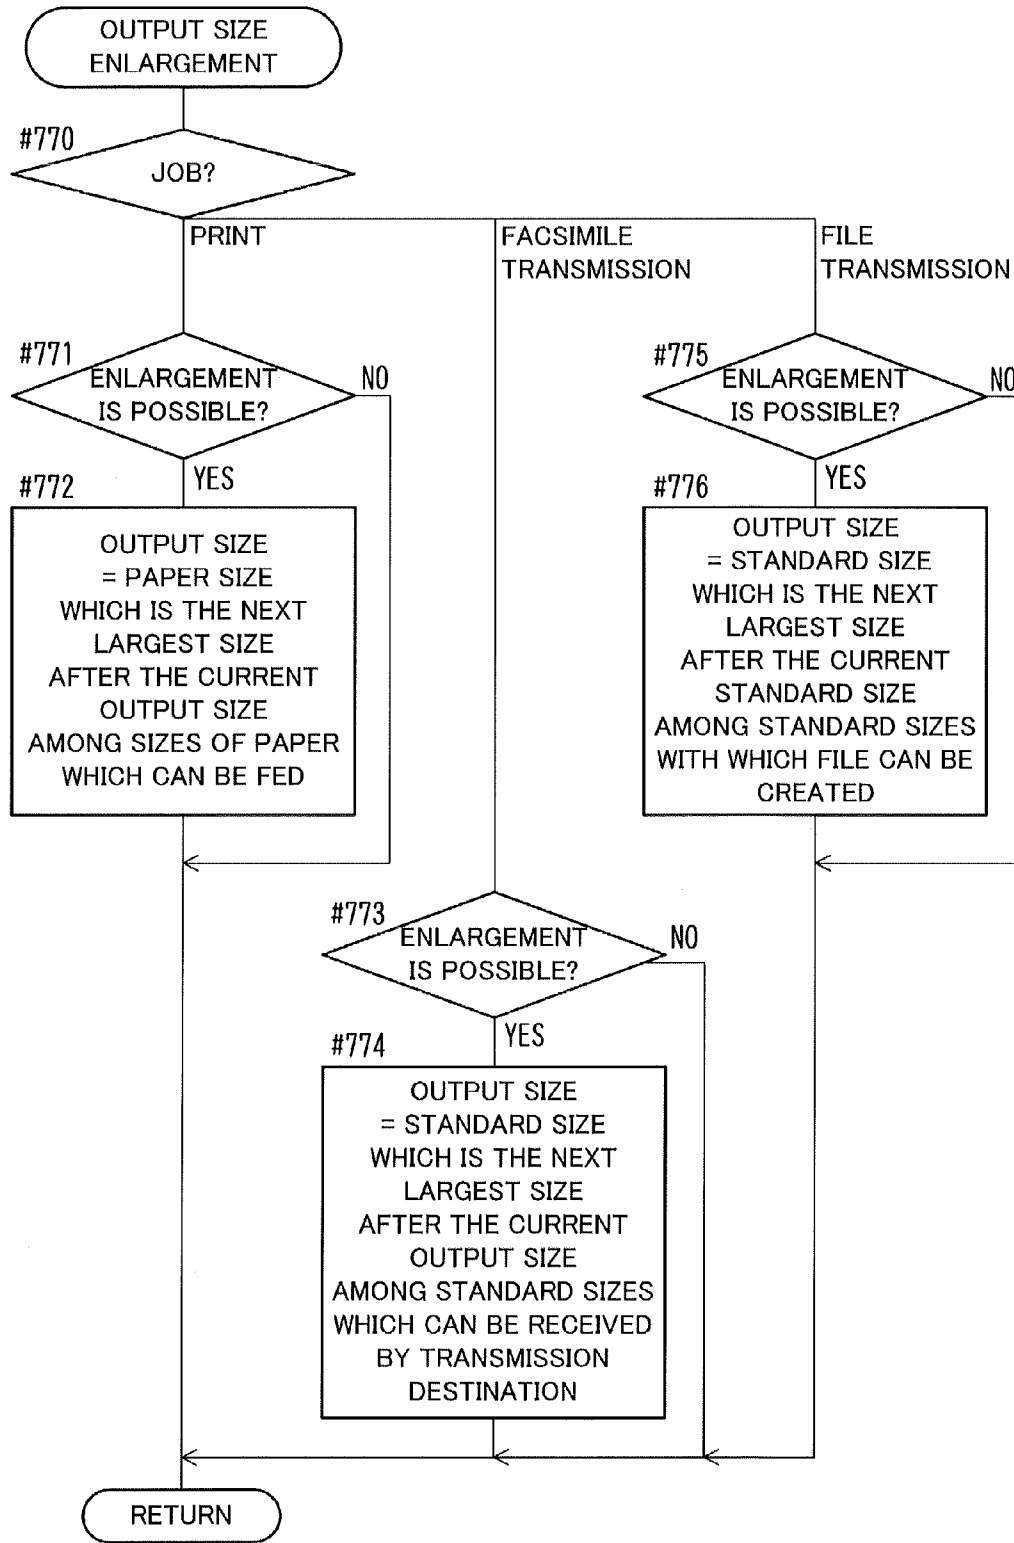 OUTPUT SIZE
ENLARGEMENT
#770
JOB?
PRINT
FACSIMILE
TRANSMISSION
FILE
TRANSMISSION
#771
ENLARGEMENT
IS POSSIBLE?
NO
YES
#772
OUTPUT SIZE
= PAPER SIZE
WHICH IS THE NEXT
LARGEST SIZE
AFTER THE CURRENT
OUTPUT SIZE
AMONG SIZES OF PAPER
WHICH CAN BE FED
#775
ENLARGEMENT
IS POSSIBLE?
NO
YES
#776
OUTPUT SIZE
= STANDARD SIZE
WHICH IS THE NEXT
LARGEST SIZE
AFTER THE CURRENT
STANDARD SIZE
AMONG STANDARD SIZES
WITH WHICH FILE CAN BE
CREATED
#773
ENLARGEMENT
IS POSSIBLE?
NO
YES
#774
OUTPUT SIZE
= STANDARD SIZE
WHICH IS THE NEXT
LARGEST SIZE
AFTER THE CURRENT
OUTPUT SIZE
AMONG STANDARD SIZES
WHICH CAN BE RECEIVED
BY TRANSMISSION
DESTINATION
RETURN